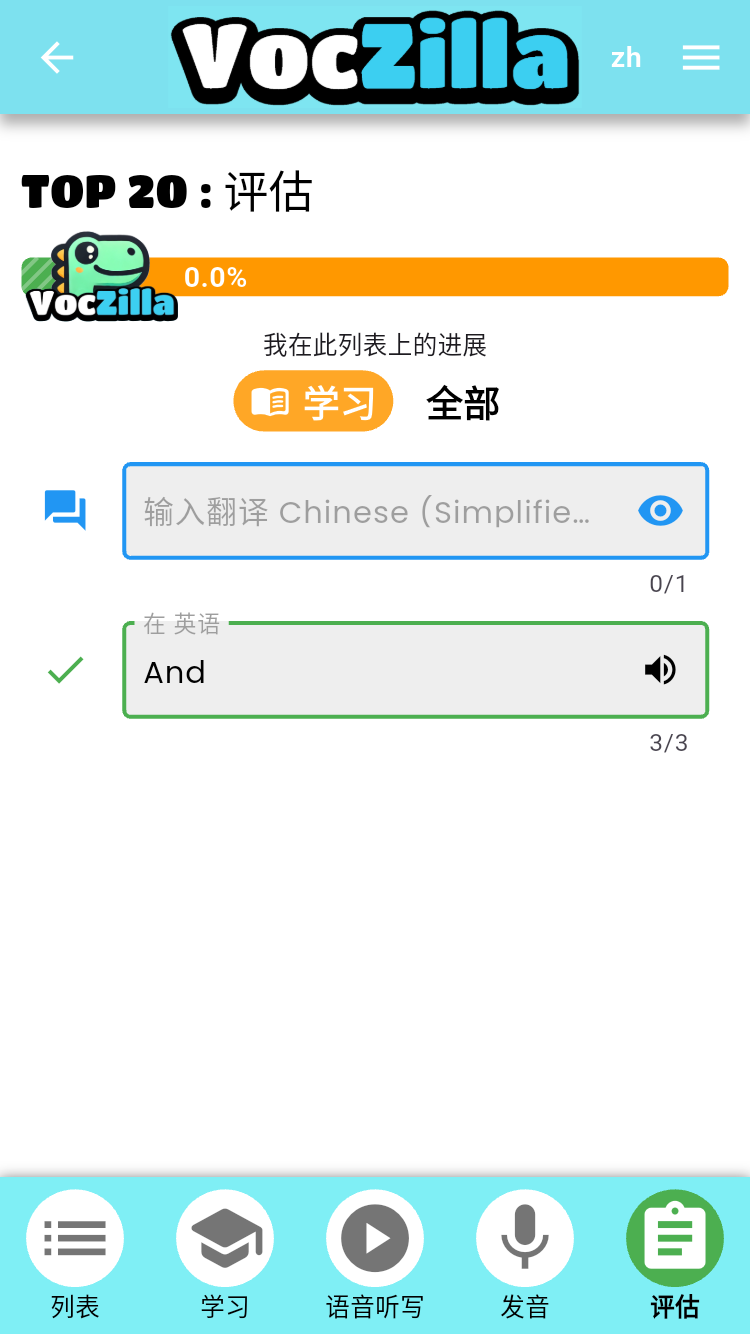 VocZilla zh
TOP 20 : 评估
0.0%
VocZilla
我在此列表上的进展
学习 全部
输入翻译 Chinese (Simplifie...
0/1
在 英语
And
3/3
列表 学习 语音听写 发音 评估